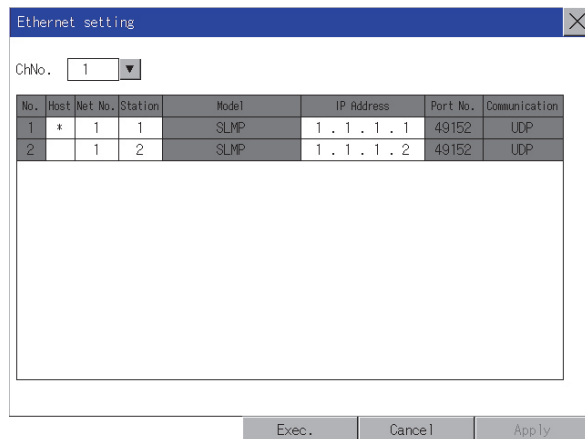 Ethernet setting
ChNo. 1
No. Host Net No. Station Model IP Address Port No. Communication
1 * 1 1 SLMP 1 . 1 . 1 . 1 49152 UDP
2 1 2 SLMP 1 . 1 . 1 . 2 49152 UDP
Exec. Cancel Apply